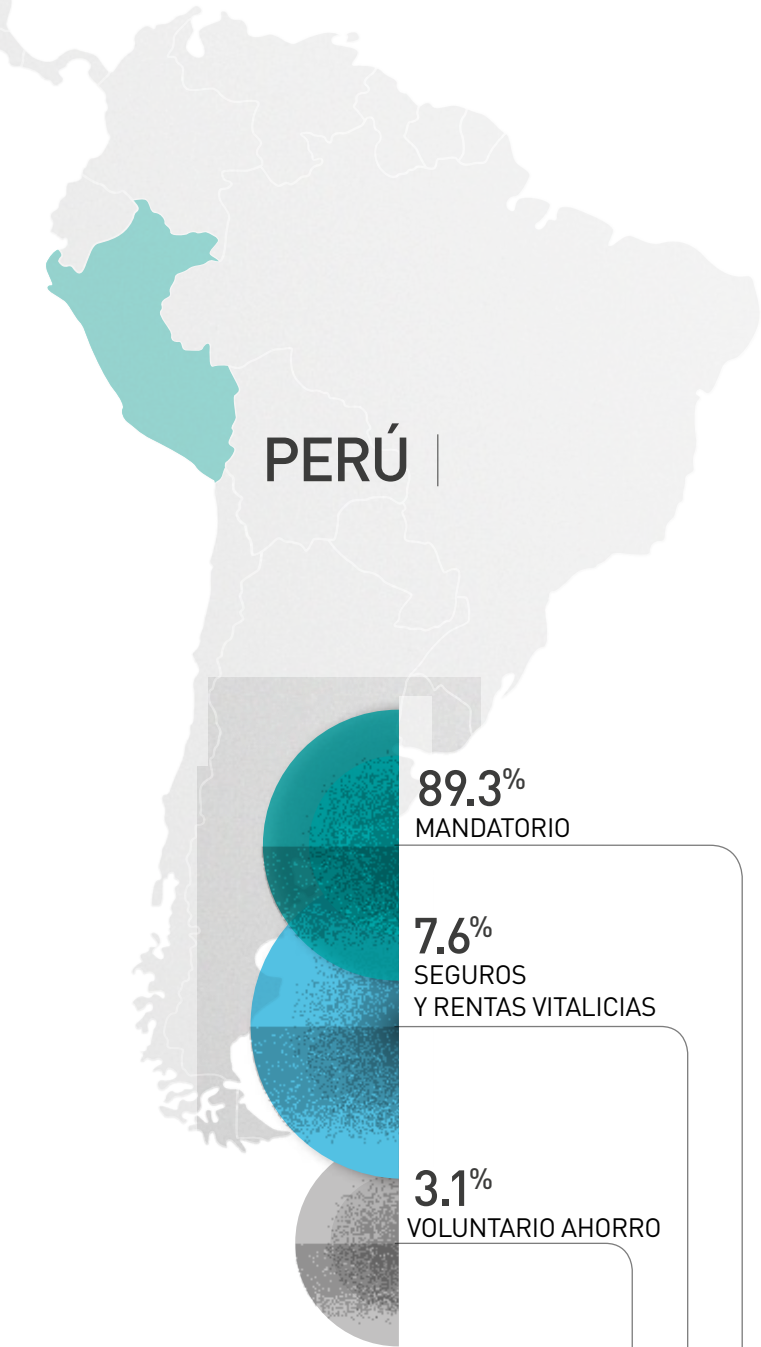 PERÚ
89.3%
MANDATORIO
7.6%
SEGUROS
Y RENTAS VITALICIAS
3.1%
VOLUNTARIO AHORRO